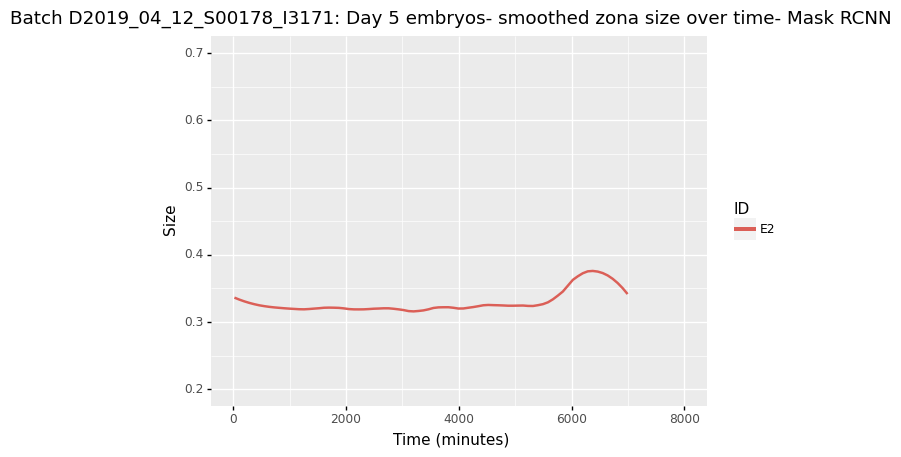 Batch D2019_04_12_S00178_I3171: Day 5 embryos- smoothed zona size over time- Mask RCNN
0.7
0.6
0.5
0.4
0.3
0.2
Size
0 2000 4000 6000 8000
Time (minutes)
ID
E2